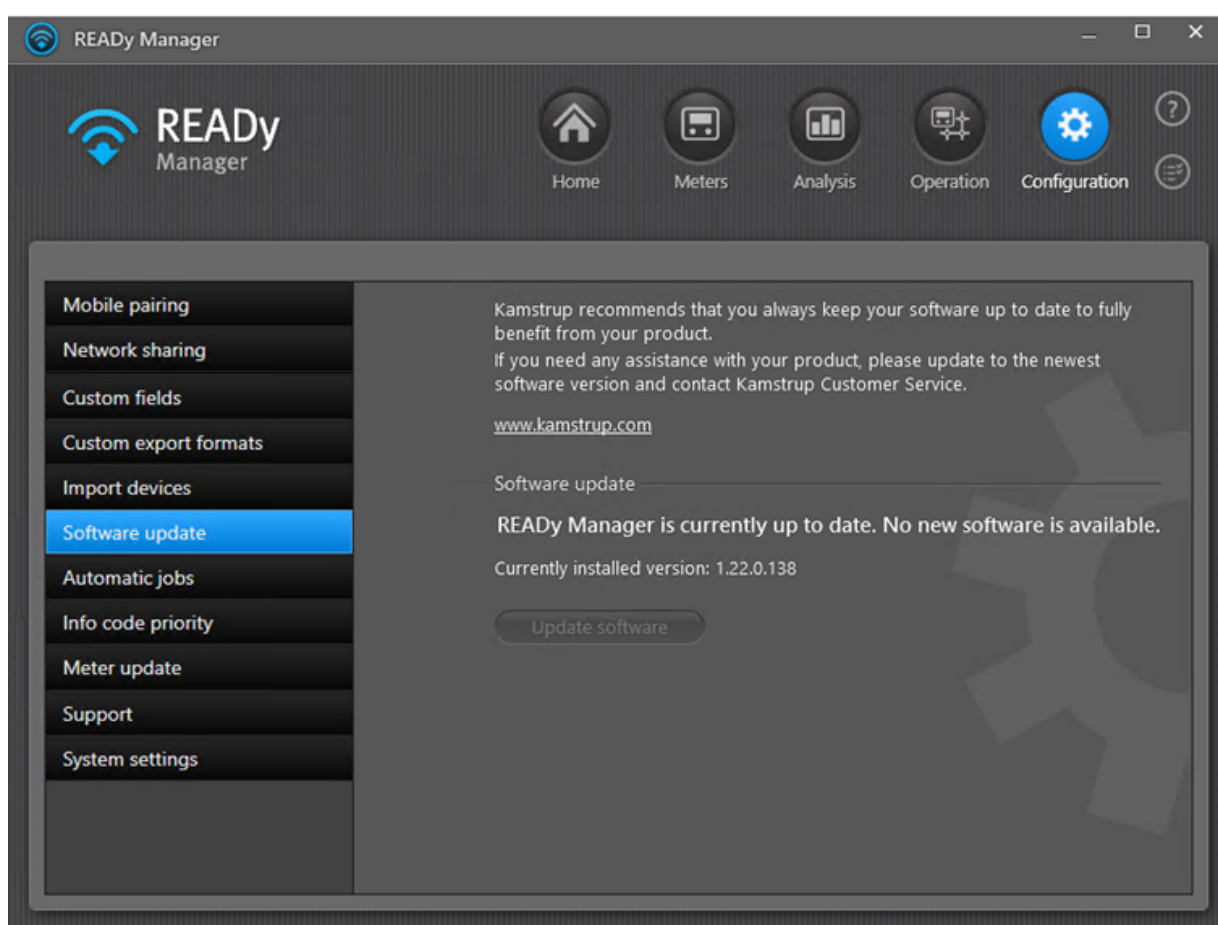 READy Manager
READy
Manager
Home
Meters
Analysis
Operation
Configuration
?
Mobile pairing
Network sharing
Custom fields
Custom export formats
Import devices
Software update
Automatic jobs
Info code priority
Meter update
Support
System settings
Kamstrup recommends that you always keep your software up to date to fully
benefit from your product.
If you need any assistance with your product, please update to the newest
software version and contact Kamstrup Customer Service.
www.kamstrup.com
Software update
READy Manager is currently up to date. No new software is available.
Currently installed version: 1.22.0.138
Update software